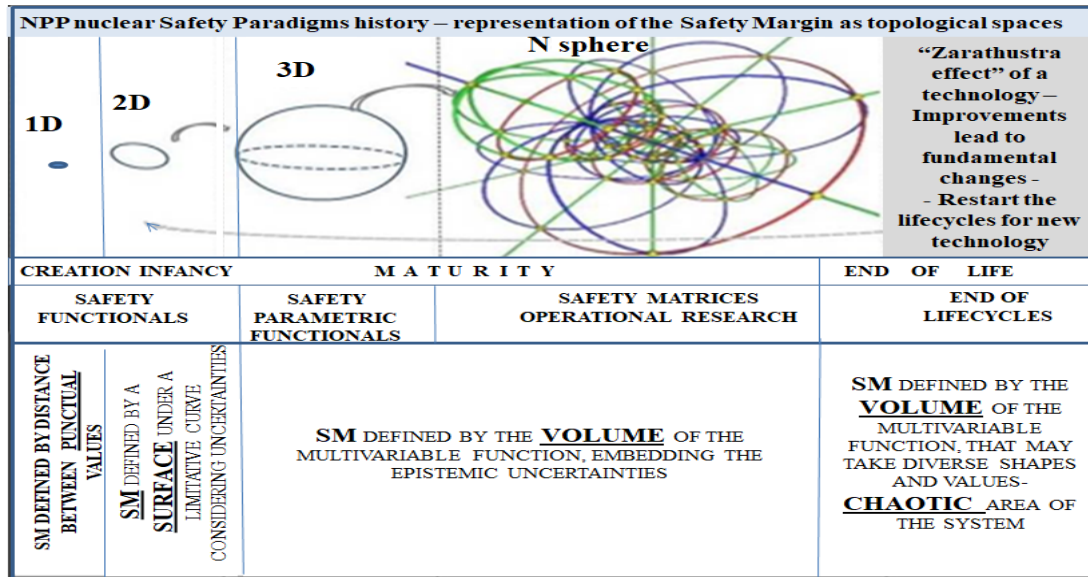 NPP nuclear Safety Paradigms history – representation of the Safety Margin as topological spaces
1D
2D
3D
N sphere
“Zarathustra
effect” of a
technology –
Improvements
lead to
fundamental
changes -
- Restart the
lifecycles for new
technology
CREATION INFANCY
M A T U R I T Y
END OF LIFE
SAFETY
FUNCTIONALS
SAFETY
PARAMETRIC
FUNCTIONALS
SAFETY MATRICES
OPERATIONAL RESEARCH
END OF
LIFECYCLES
SM DEFINED BY DISTANCE
BETWEEN PUNCTUAL
VALUES
SM DEFINED BY A
SURFACE UNDER A
LIMITATIVE CURVE
CONSIDERING UNCERTAINTIES
SM DEFINED BY THE VOLUME OF THE
MULTIVARIABLE FUNCTION, EMBEDDING THE
EPISTEMIC UNCERTAINTIES
SM DEFINED BY THE
VOLUME OF THE
MULTIVARIABLE
FUNCTION, THAT MAY
TAKE DIVERSE SHAPES
AND VALUES-
CHAOTIC AREA OF
THE SYSTEM